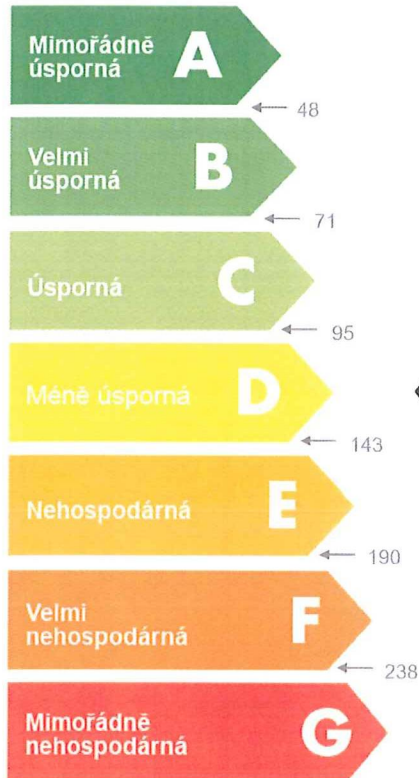 Mimořádně
úsporná
A
48
Velmi
úsporná
B
71
Úsporná
C
95
Méně úsporná
D
143
Nehospodárná
E
190
Velmi
nehospodárná
F
238
Mimořádně
nehospodárná
G